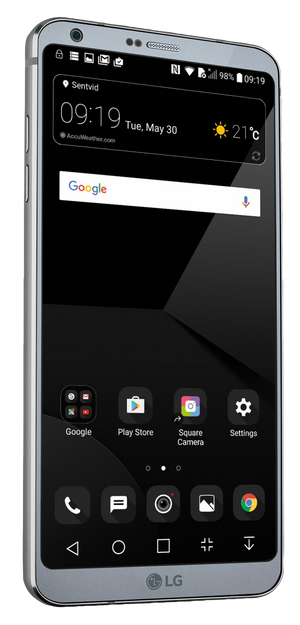 98% 09:19
Sentvid
09:19 Tue, May 30 21°C
AccuWeather.com
Google
Google Play Store Square Camera Settings
LG